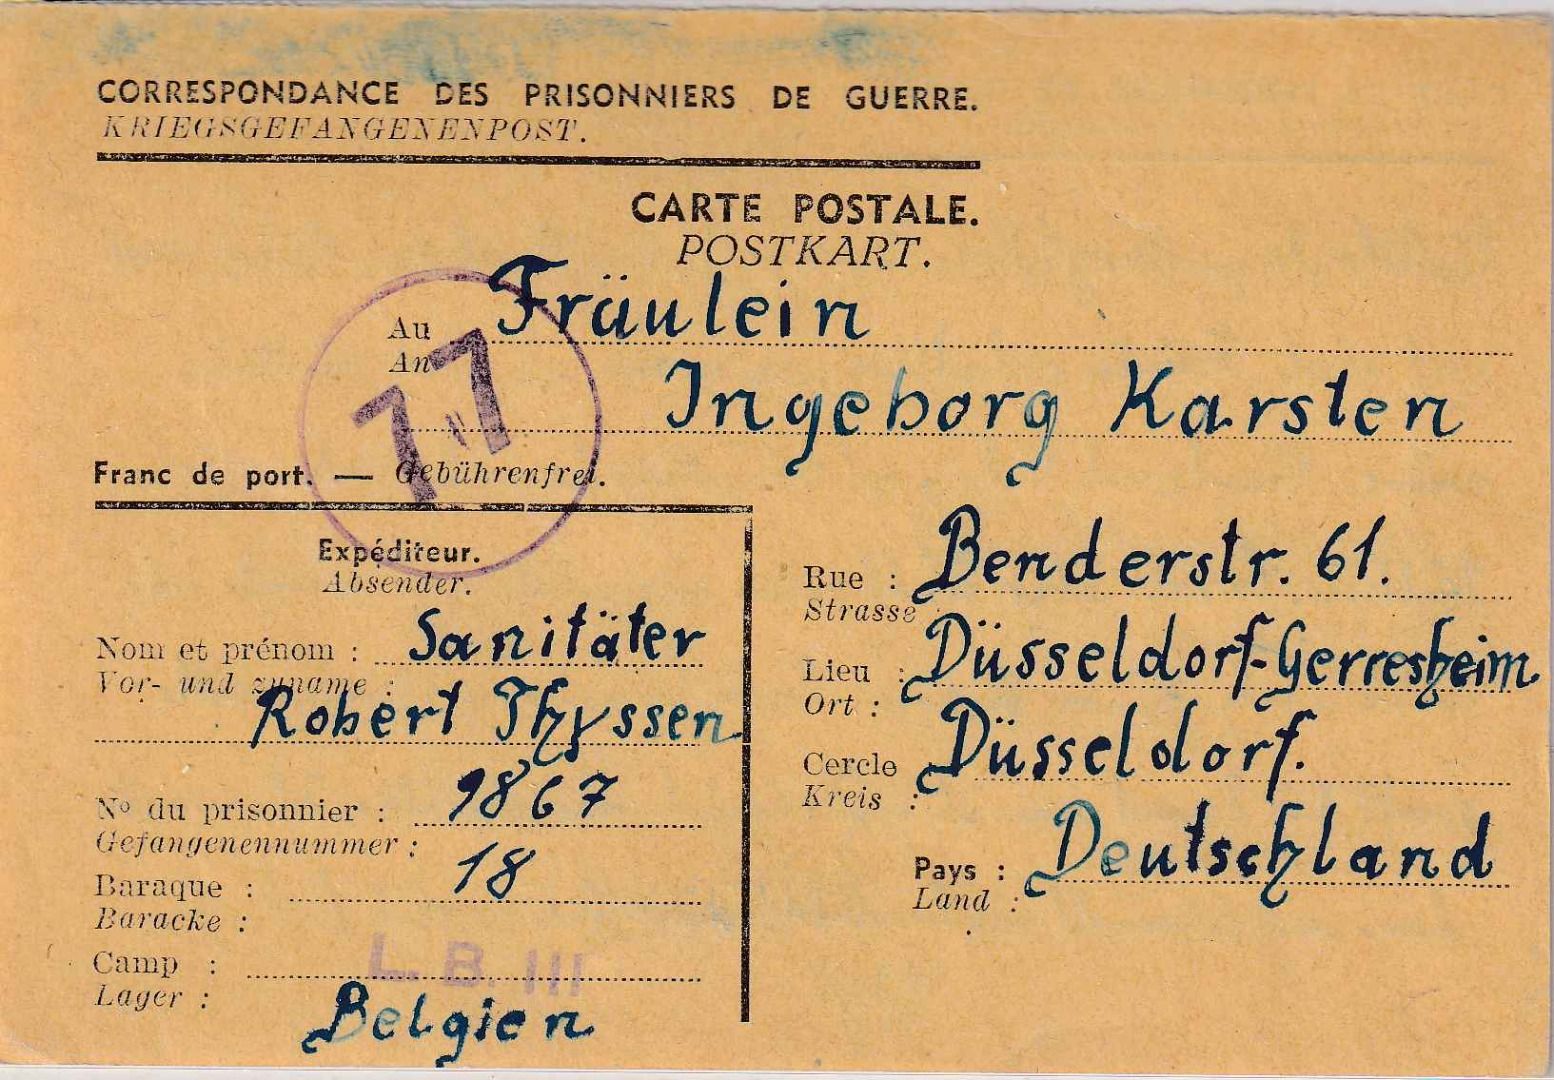 CORRESPONDANCE DES PRISONNIERS DE GUERRE.
KRIEGSGEFANGENENPOST.
CARTE POSTALE.
POSTKART.
Au Fräulein
An
77
Ingeborg Karsten
Franc de port. — Gebührenfrei.
Expéditeur.
Absender.
Nom et prénom : Sanitäter
Vor- und zuname :
Robert Thyssen
No du prisonnier : 9867
Gefangenennummer :
Baraque : 18
Baracke :
Camp : L.B. III
Lager :
Belgien
Rue : Benderstr. 61.
Strasse
Lieu : Düsseldorf-Gerresheim.
Ort :
Cercle Düsseldorf.
Kreis :
Pays : Deutschland
Land :